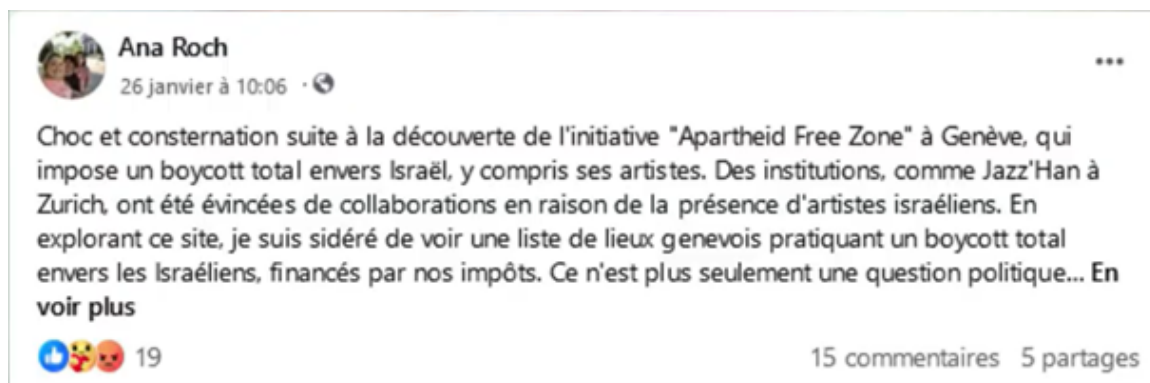 Ana Roch
26 janvier à 10:06 ·
Choc et consternation suite à la découverte de l'initiative "Apartheid Free Zone" à Genève, qui
impose un boycott total envers Israël, y compris ses artistes. Des institutions, comme Jazz'Han à
Zurich, ont été évincées de collaborations en raison de la présence d'artistes israéliens. En
explorant ce site, je suis sidéré de voir une liste de lieux genevois pratiquant un boycott total
envers les Israéliens, financés par nos impôts. Ce n'est plus seulement une question politique... En
voir plus
19
15 commentaires 5 partages